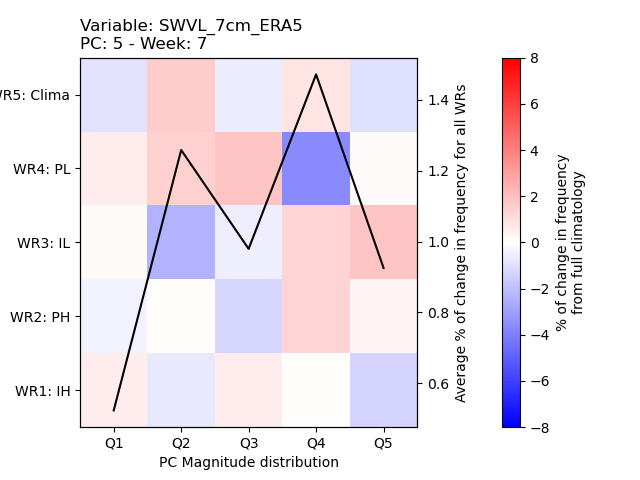 Variable: SWVL_7cm_ERA5
PC: 5 - Week: 7
R5: Clima
WR4: PL
WR3: IL
WR2: PH
WR1: IH
Q1 Q2 Q3 Q4 Q5
PC Magnitude distribution
1.4
1.2
1.0
0.8
0.6
Average % of change in frequency for all WRs
8
6
4
2
0
−2
−4
−6
−8
% of change in frequency
from full climatology